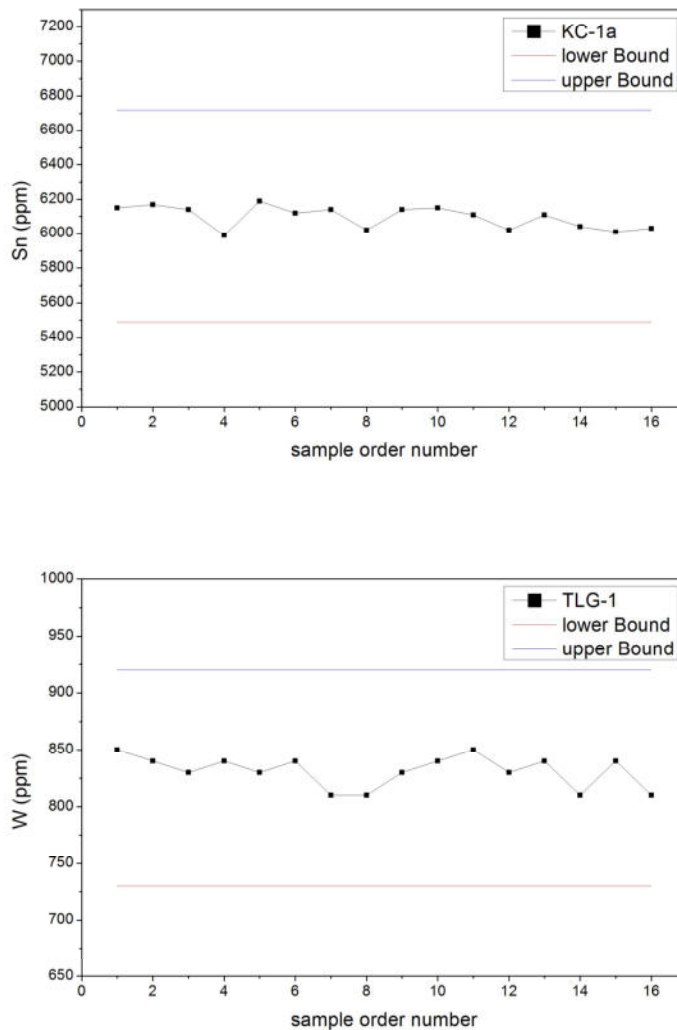 7200
7000
6800
6600
6400
6200
6000
5800
5600
5400
5200
5000
Sn (ppm)
KC-1a
lower Bound
upper Bound
0 2 4 6 8 10 12 14 16
sample order number
1000
950
900
850
800
750
700
650
W (ppm)
TLG-1
lower Bound
upper Bound
0 2 4 6 8 10 12 14 16
sample order number